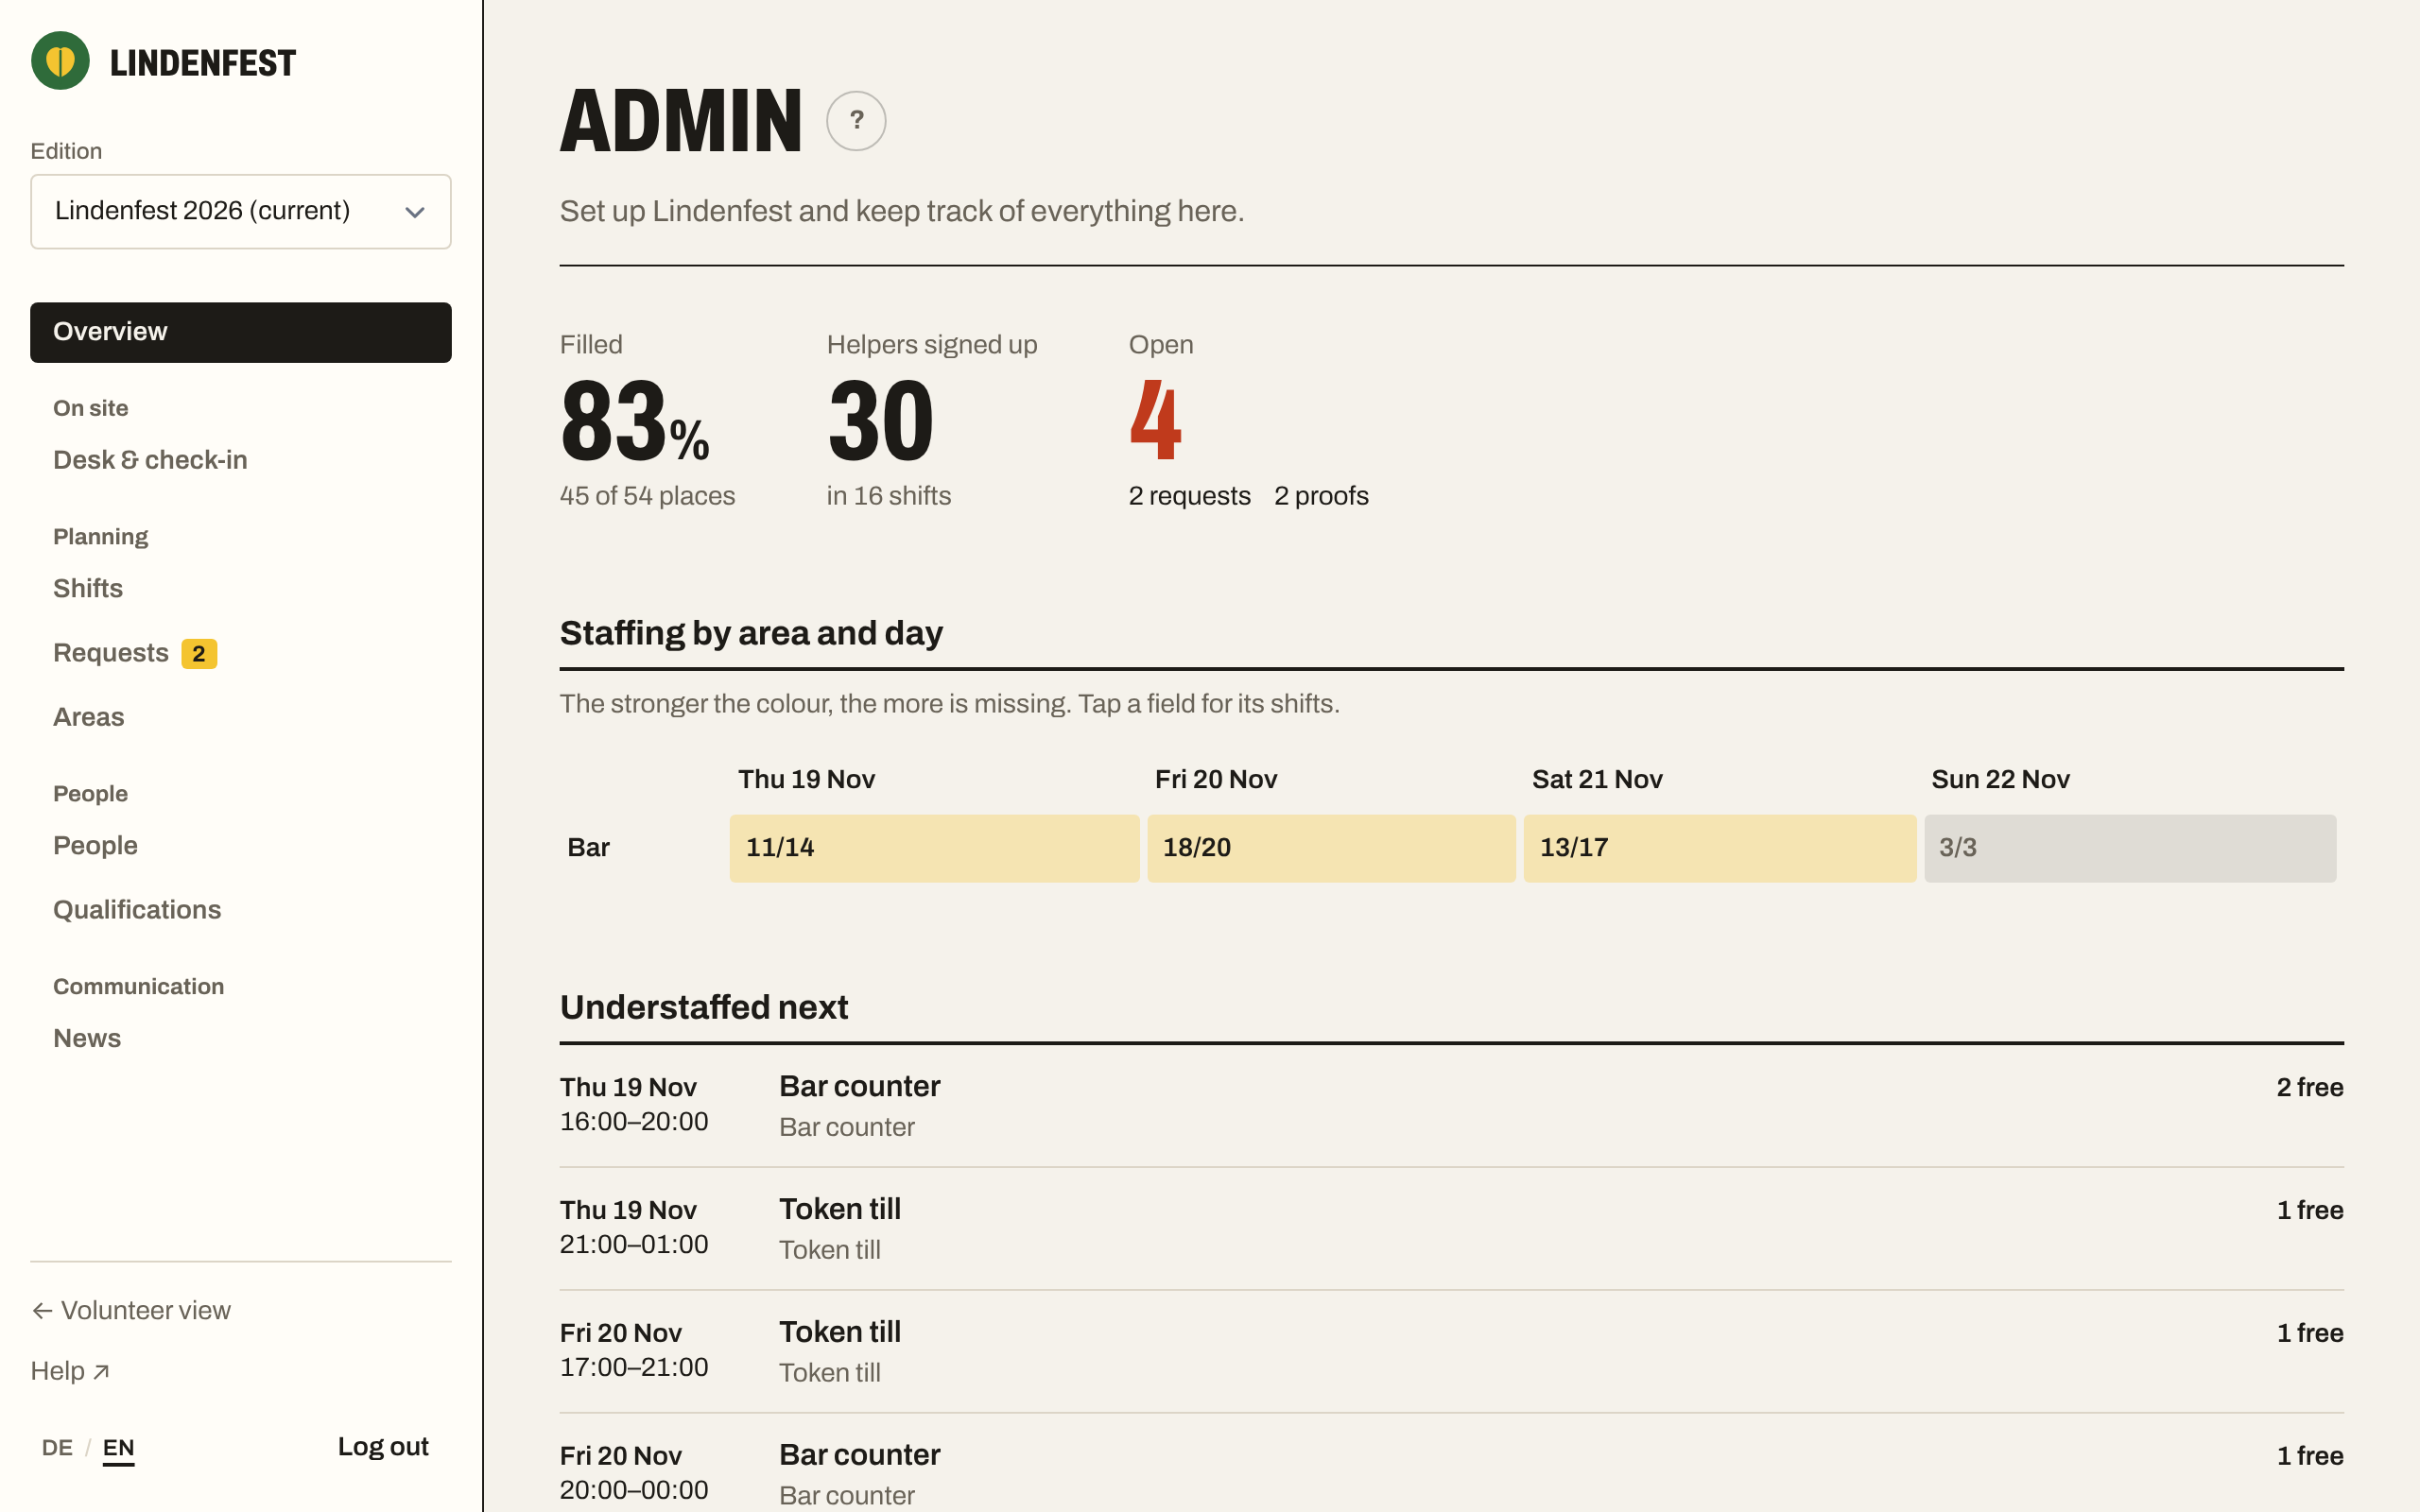 LINDENFEST
Edition
Lindenfest 2026 (current)
Overview
On site
Desk & check-in
Planning
Shifts
Requests 2
Areas
People
People
Qualifications
Communication
News
← Volunteer view
Help ↗
DE / EN
Log out
ADMIN ?
Set up Lindenfest and keep track of everything here.
Filled
83%
45 of 54 places
Helpers signed up
30
in 16 shifts
Open
4
2 requests 2 proofs
Staffing by area and day
The stronger the colour, the more is missing. Tap a field for its shifts.
Thu 19 Nov Fri 20 Nov Sat 21 Nov Sun 22 Nov
Bar 11/14 18/20 13/17 3/3
Understaffed next
Thu 19 Nov Bar counter 2 free
16:00–20:00 Bar counter
Thu 19 Nov Token till 1 free
21:00–01:00 Token till
Fri 20 Nov Token till 1 free
17:00–21:00 Token till
Fri 20 Nov Bar counter 1 free
20:00–00:00 Bar counter